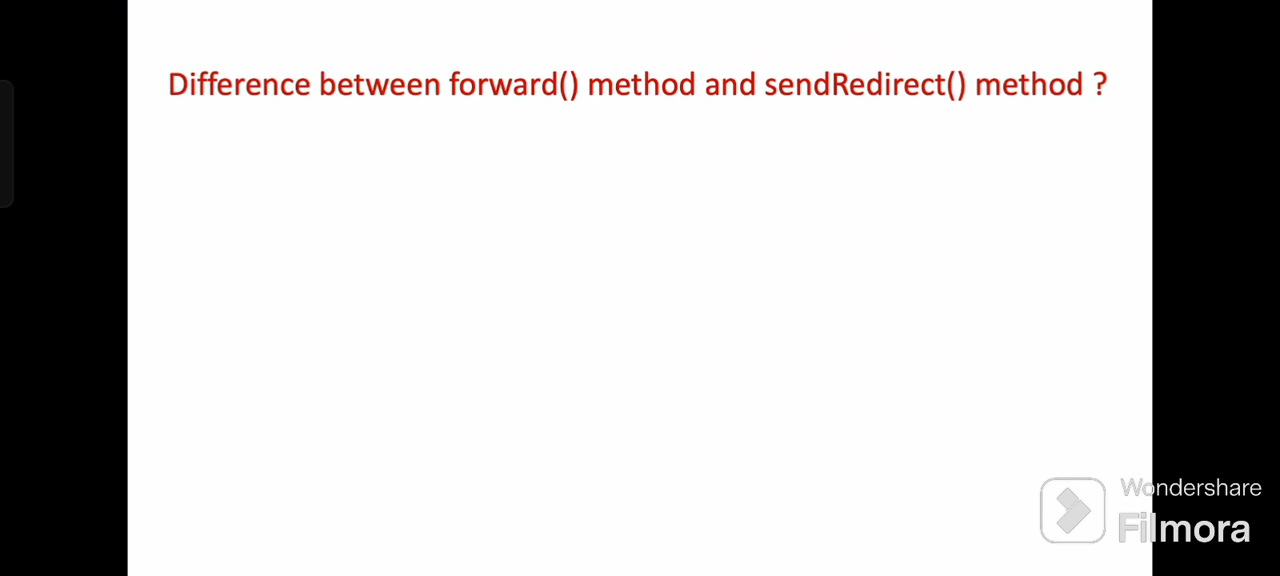 Difference between forward() method and sendRedirect() method ?
Wondershare
Filmora